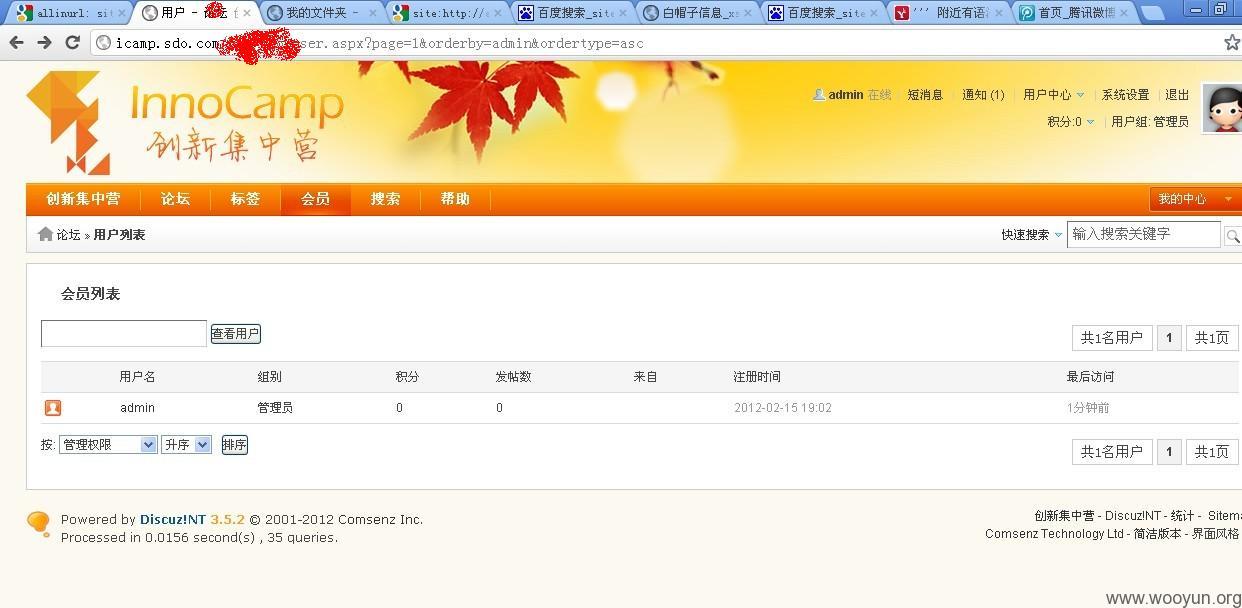 allinurl: sit
用户 - 论坛
我的文件夹 -
site:http://
百度搜索_site
白帽子信息_xs
百度搜索_site
''' 附近有语
首页_腾讯微博
icamp.sdo.com
ser.aspx?page=1&orderby=admin&ordertype=asc
InnoCamp
创新集中营
admin 在线 短消息 通知 (1) 用户中心 系统设置 退出
积分:0 用户组: 管理员
创新集中营 论坛 标签 会员 搜索 帮助 我的中心
论坛 » 用户列表 快速搜索 输入搜索关键字
会员列表
查看用户 共1名用户 1 共1页
用户名 组别 积分 发帖数 来自 注册时间 最后访问
admin 管理员 0 0 2012-02-15 19:02 1分钟前
按: 管理权限 升序 排序 共1名用户 1 共1页
Powered by Discuz!NT 3.5.2 © 2001-2012 Comsenz Inc.
Processed in 0.0156 second(s) , 35 queries.
创新集中营 - Discuz!NT - 统计 - Sitema
Comsenz Technology Ltd - 简洁版本 - 界面风格
www.wooyun.org